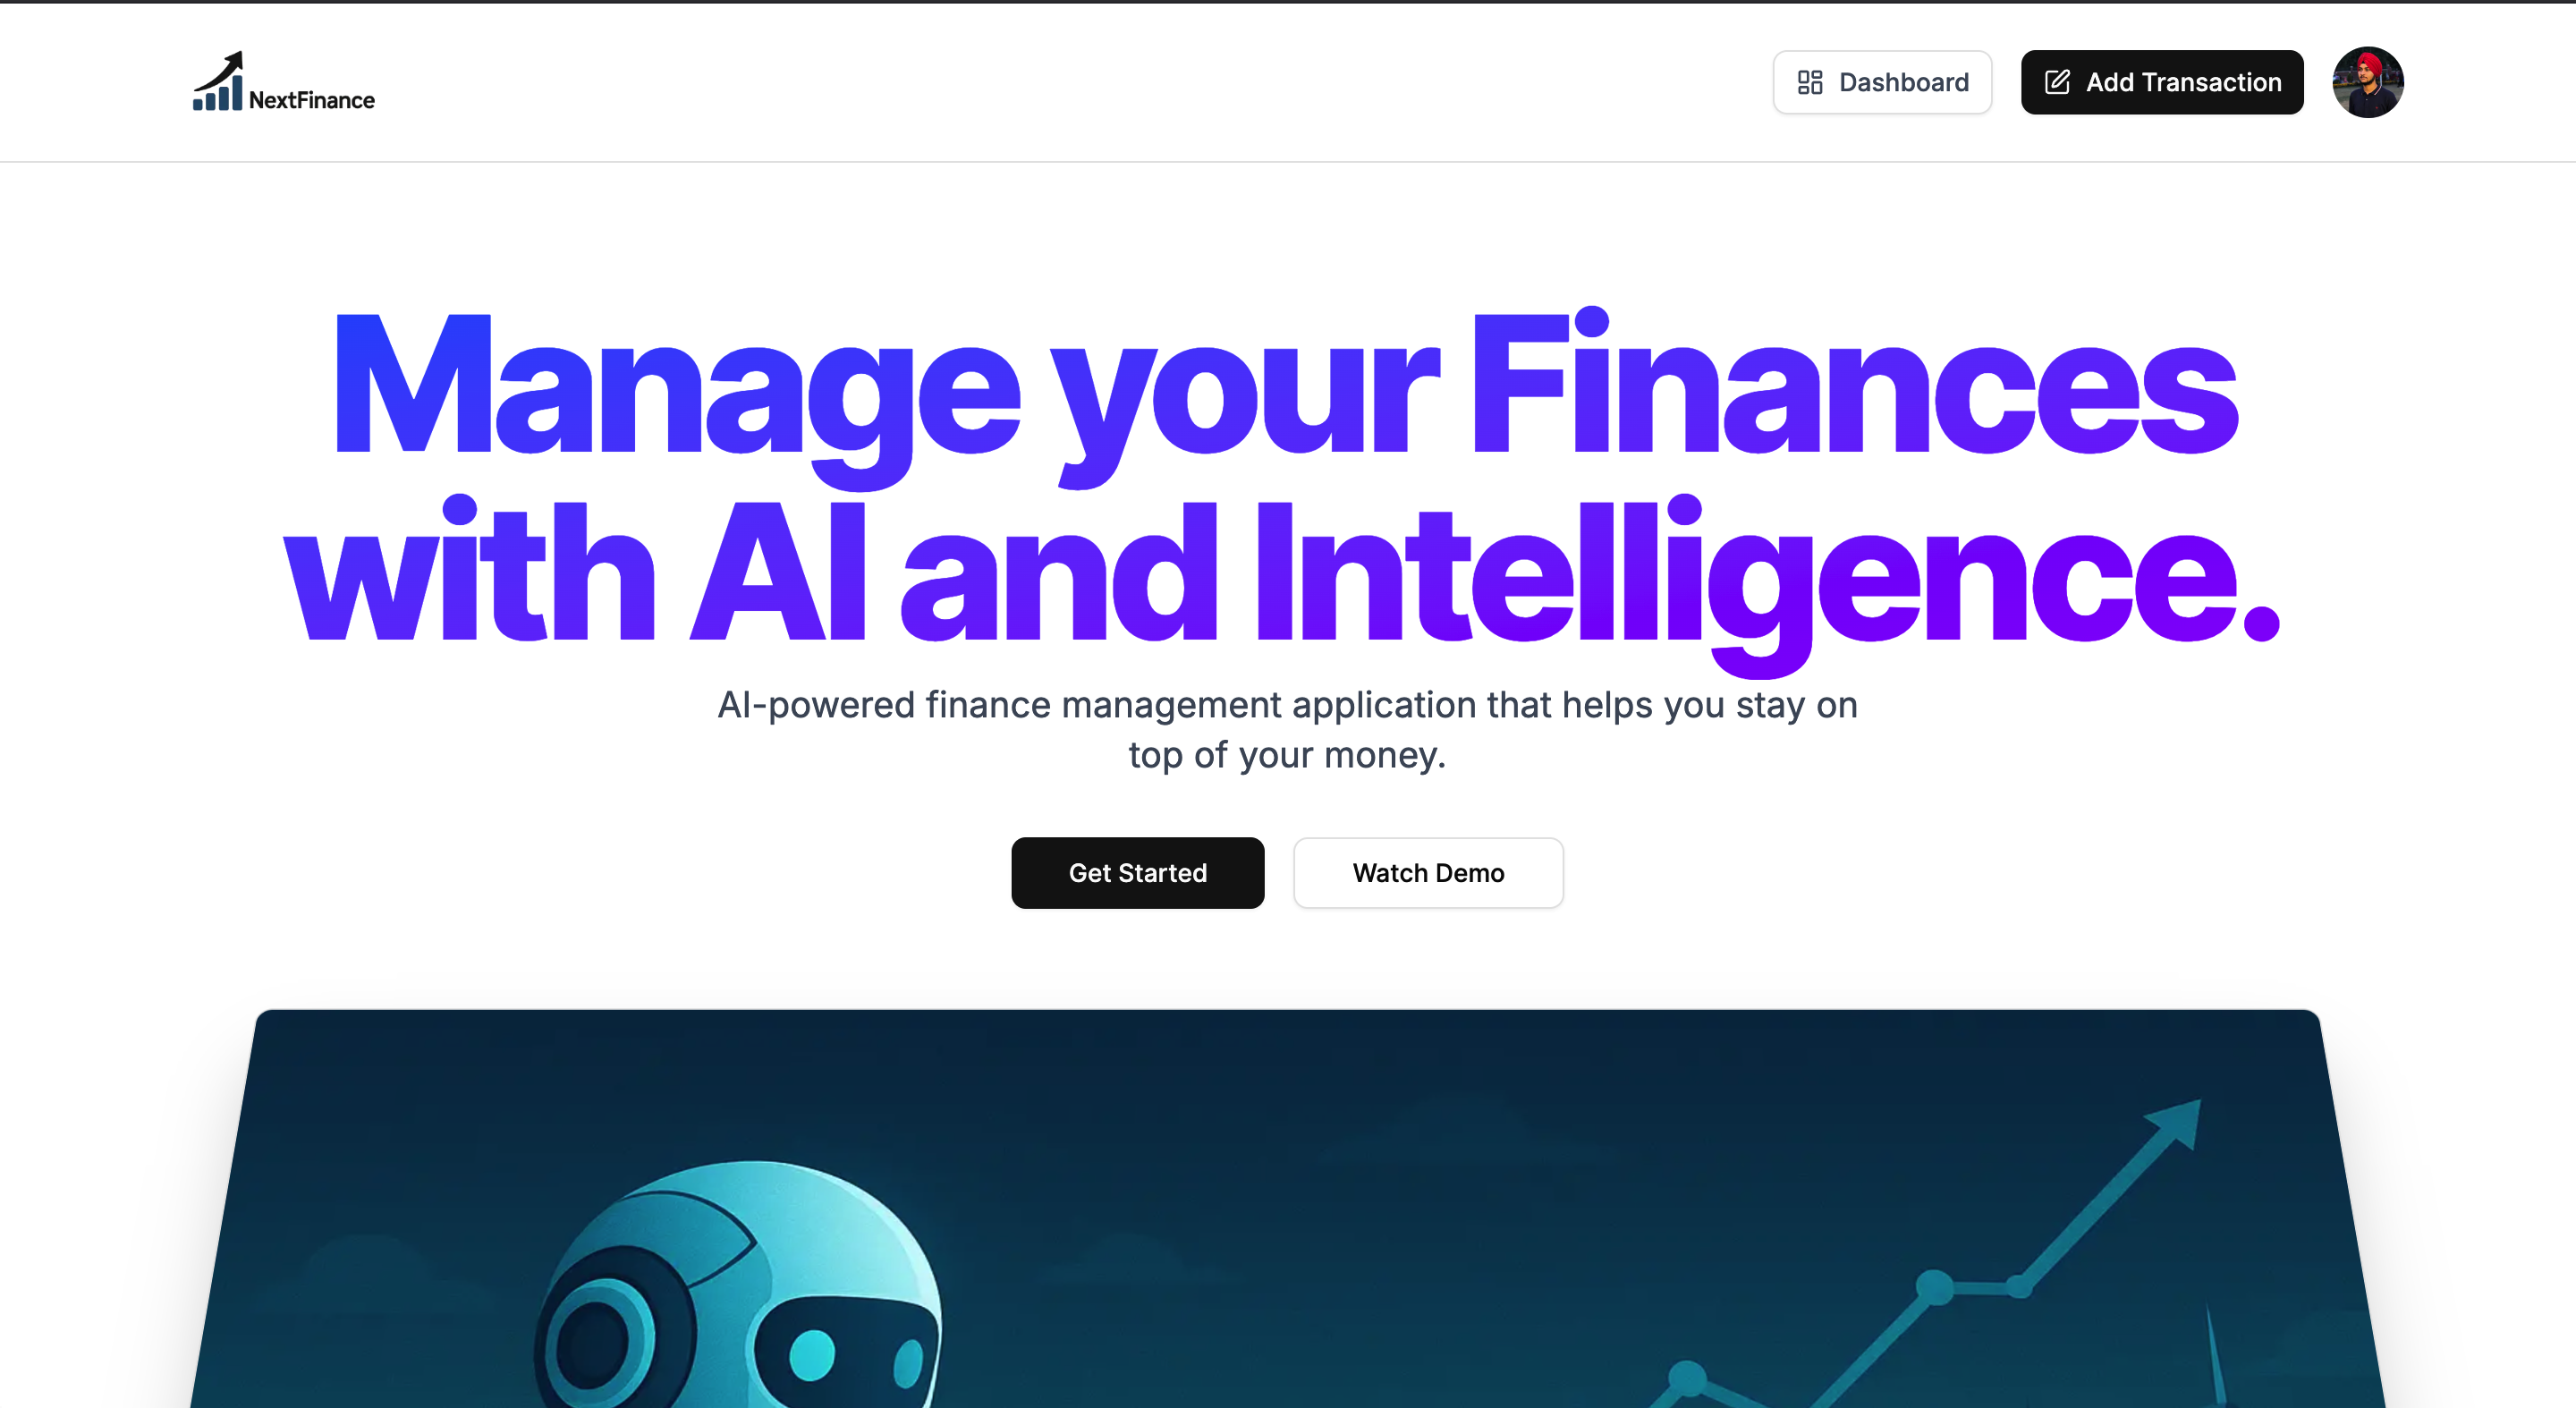 NextFinance
Dashboard
Add Transaction
Manage your Finances
with AI and Intelligence.
AI-powered finance management application that helps you stay on
top of your money.
Get Started
Watch Demo